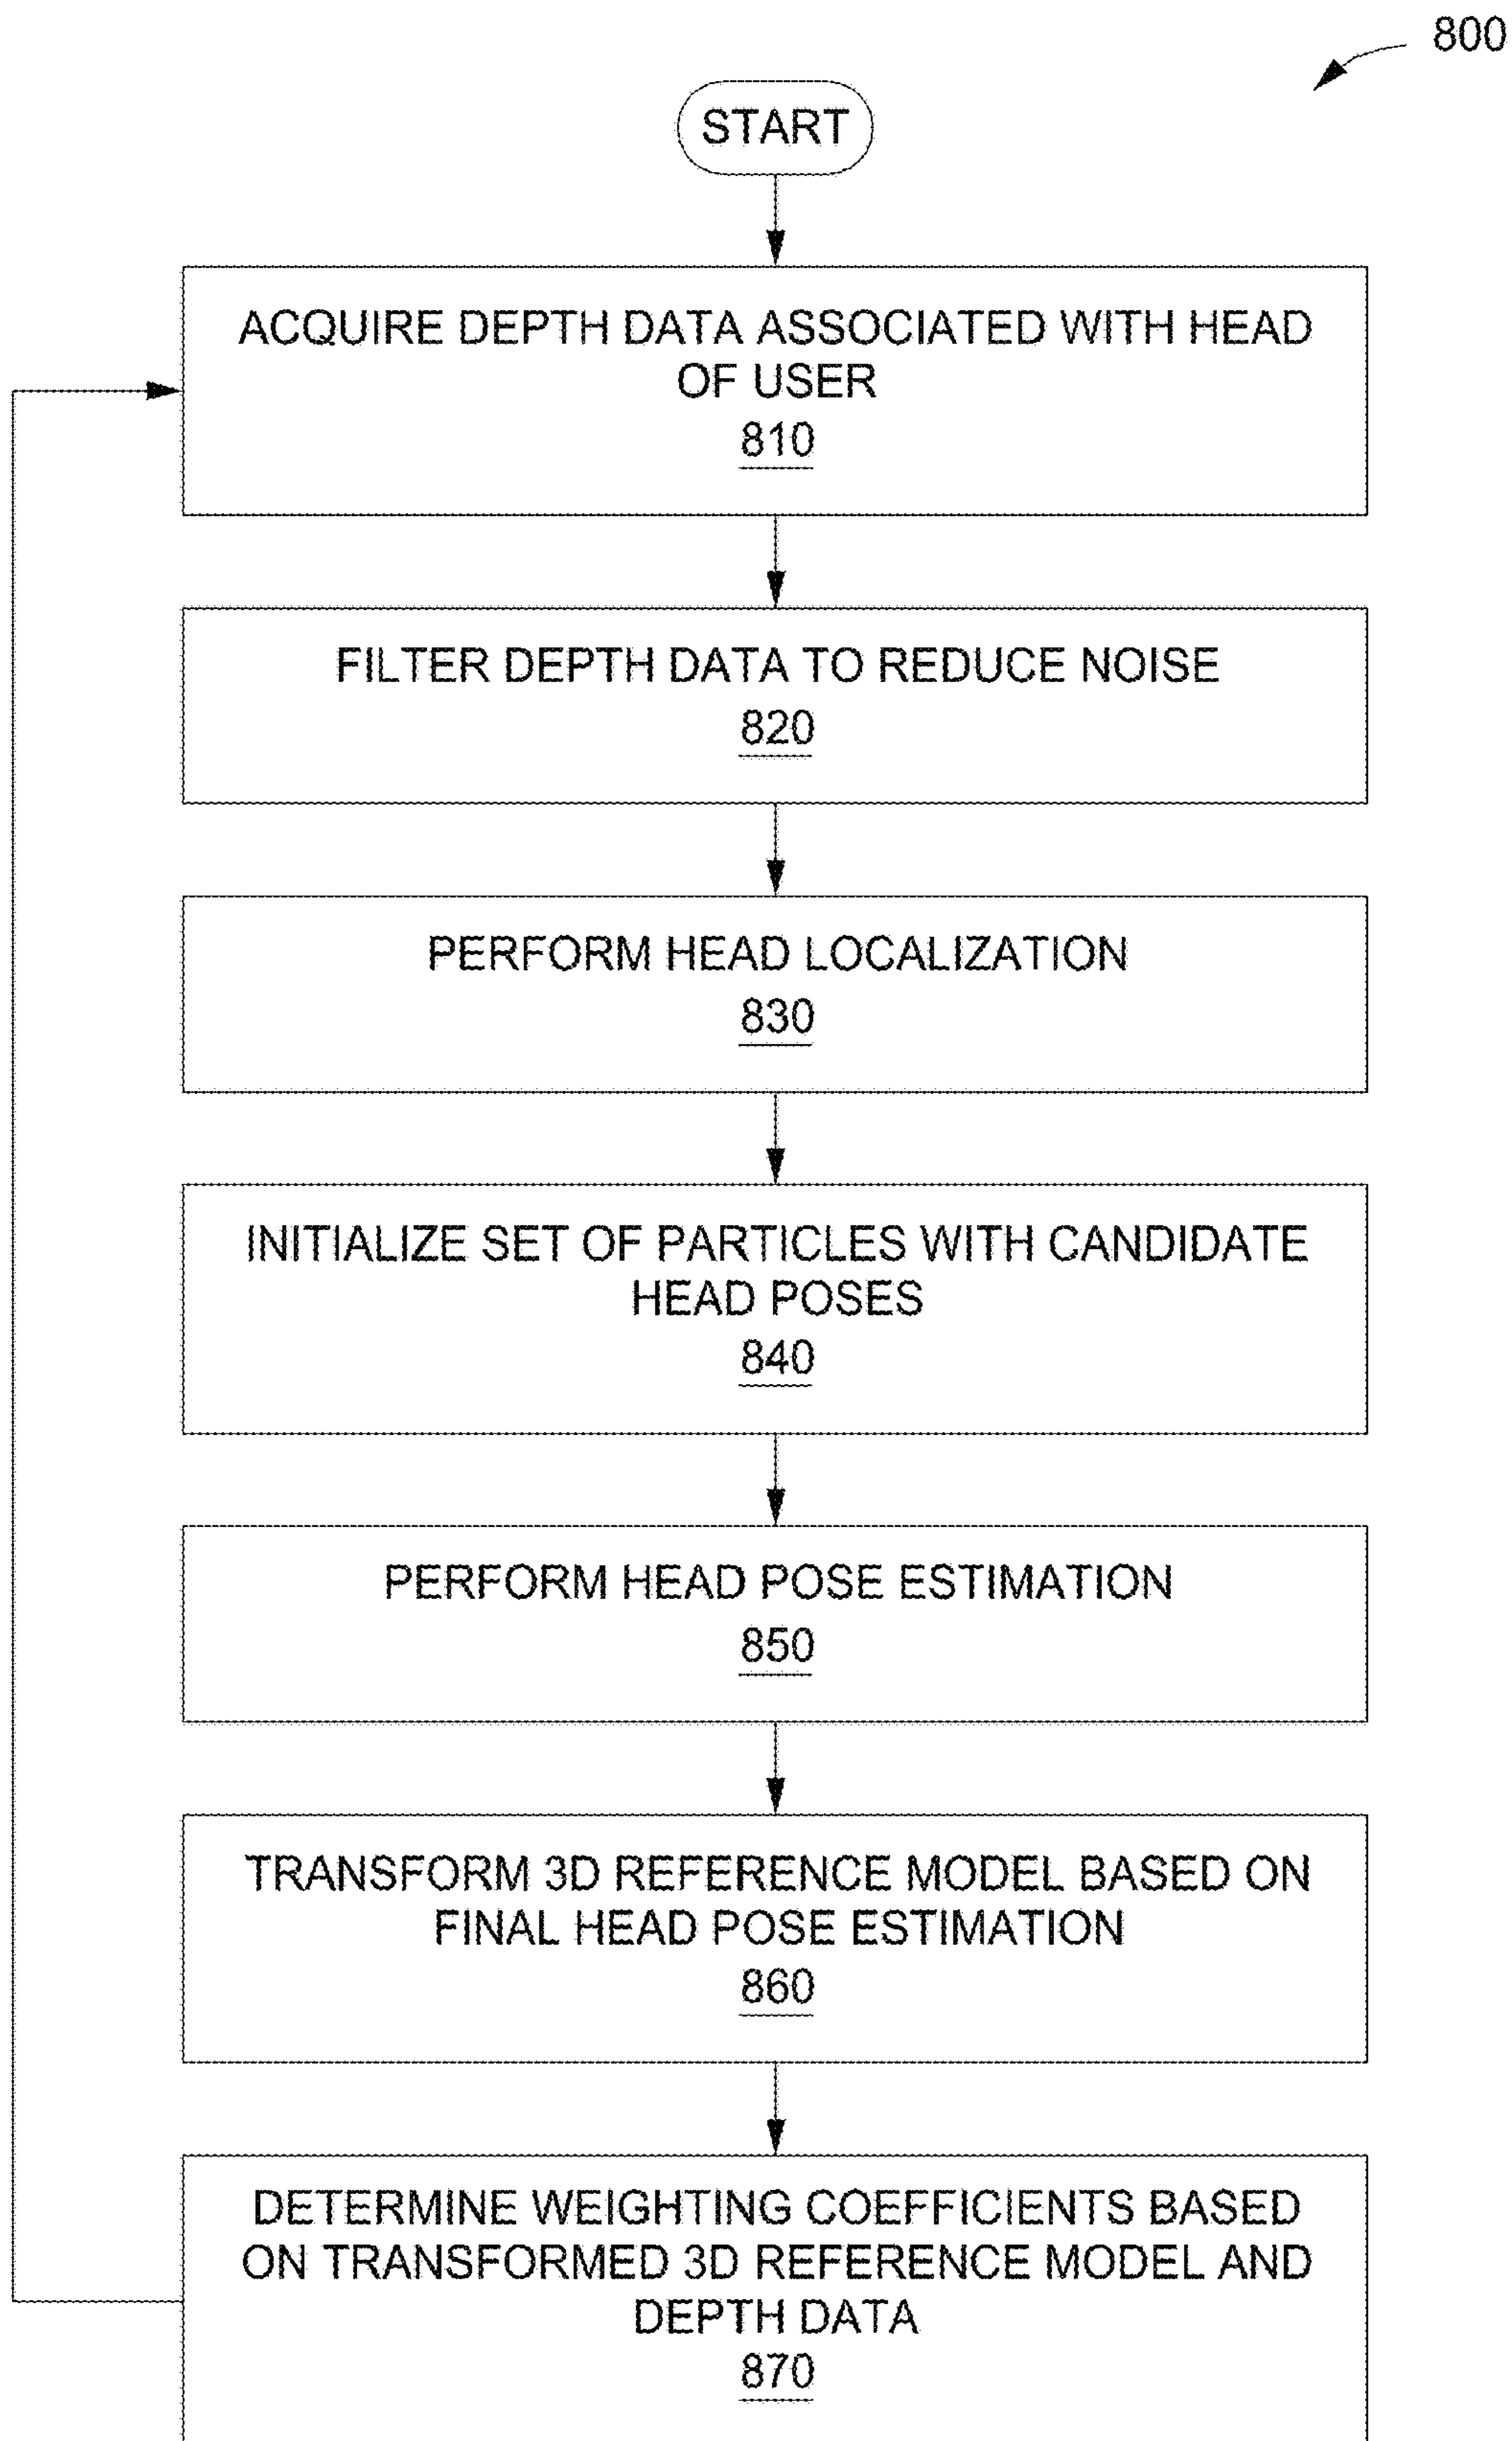 800
START
ACQUIRE DEPTH DATA ASSOCIATED WITH HEAD
OF USER
810
FILTER DEPTH DATA TO REDUCE NOISE
820
PERFORM HEAD LOCALIZATION
830
INITIALIZE SET OF PARTICLES WITH CANDIDATE
HEAD POSES
840
PERFORM HEAD POSE ESTIMATION
850
TRANSFORM 3D REFERENCE MODEL BASED ON
FINAL HEAD POSE ESTIMATION
860
DETERMINE WEIGHTING COEFFICIENTS BASED
ON TRANSFORMED 3D REFERENCE MODEL AND
DEPTH DATA
870